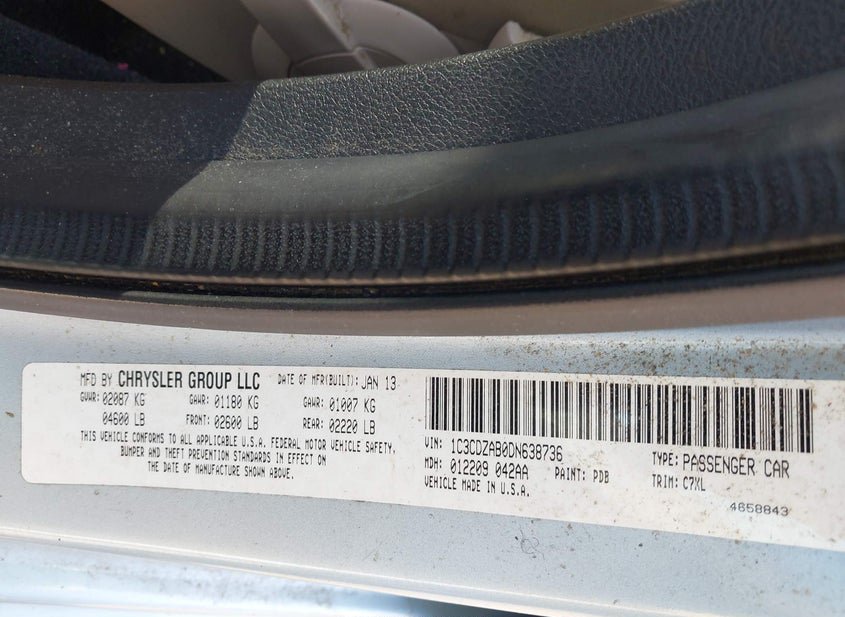 MFD BY CHRYSLER GROUP LLC DATE OF MFR(BUILT): JAN 13
GVWR: 02087 KG GAWR: 01180 KG GAWR: 01007 KG
04600 LB FRONT: 02600 LB REAR: 02220 LB
THIS VEHICLE CONFORMS TO ALL APPLICABLE U.S.A. FEDERAL MOTOR VEHICLE SAFETY,
BUMPER AND THEFT PREVENTION STANDARDS IN EFFECT ON
THE DATE OF MANUFACTURE SHOWN ABOVE.
VIN: 1C3CDZAB0DN638736 TYPE: PASSENGER CAR
MDH: 012209 042AA PAINT: PDB TRIM: C7XL
VEHICLE MADE IN U.S.A.
4658843